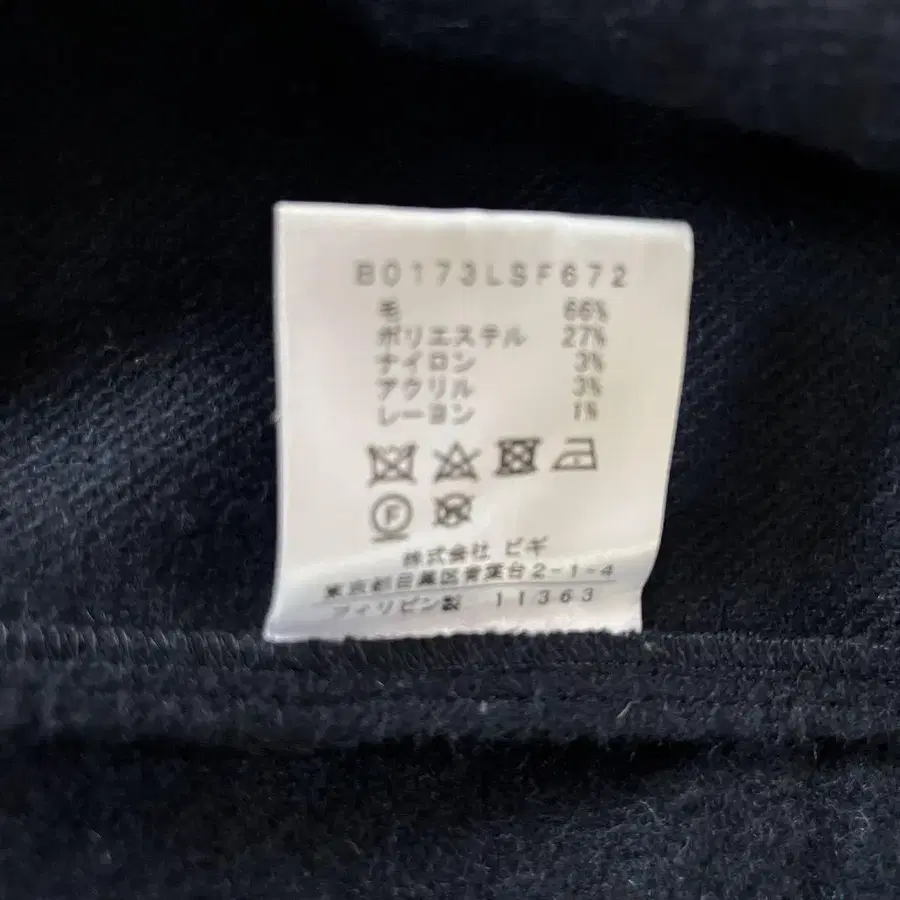 B0173LSF672
毛 66%
ポリエステル 27%
ナイロン 3%
アクリル 3%
レーヨン 1%
F
株式会社 ビギ
東京都目黒区青葉台2-1-4
フィリピン製 11363